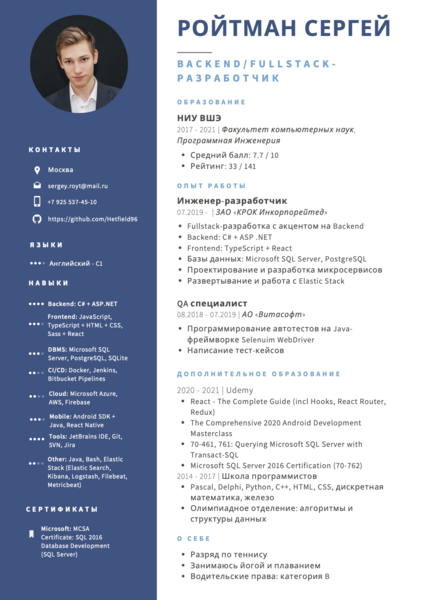 РОЙТМАН СЕРГЕЙ
BACKEND/FULLSTACK-
РАЗРАБОТЧИК
ОБРАЗОВАНИЕ
НИУ ВШЭ
2017 - 2021 | Факультет компьютерных наук,
Программная Инженерия
Средний балл: 7.7 / 10
Рейтинг: 33 / 141
ОПЫТ РАБОТЫ
Инженер-разработчик
07.2019 - | ЗАО «КРОК Инкорпорейтед»
Fullstack-разработка с акцентом на Backend
Backend: C# + ASP .NET
Frontend: TypeScript + React
Базы данных: Microsoft SQL Server, PostgreSQL
Проектирование и разработка микросервисов
Развертывание и работа с Elastic Stack
QA специалист
08.2018 - 07.2019 | АО «Витасофт»
Программирование автотестов на Java-
фреймворке Selenuim WebDriver
Написание тест-кейсов
ДОПОЛНИТЕЛЬНОЕ ОБРАЗОВАНИЕ
2020 - 2021 | Udemy
React - The Complete Guide (incl Hooks, React Router,
Redux)
The Comprehensive 2020 Android Development
Masterclass
70-461, 761: Querying Microsoft SQL Server with
Transact-SQL
Microsoft SQL Server 2016 Certification (70-762)
2014 - 2017 | Школа программистов
Pascal, Delphi, Python, C++, HTML, CSS, дискретная
математика, железо
Олимпиадное отделение: алгоритмы и
структуры данных
О СЕБЕ
Разряд по теннису
Занимаюсь йогой и плаванием
Водительские права: категория B
КОНТАКТЫ
Москва
sergey.royt@mail.ru
+7 925 537-45-10
https://github.com/Hetfield96
ЯЗЫКИ
Английский - C1
НАВЫКИ
Backend: C# + ASP.NET
Frontend: JavaScript,
TypeScript + HTML + CSS,
Sass + React
DBMS: Microsoft SQL
Server, PostgreSQL, SQLite
CI/CD: Docker, Jenkins,
Bitbucket Pipelines
Cloud: Microsoft Azure,
AWS, Firebase
Mobile: Android SDK +
Java, React Native
Tools: JetBrains IDE, Git,
SVN, Jira
Other: Java, Bash, Elastic
Stack (Elastic Search,
Kibana, Logstash, Filebeat,
Metricbeat)
СЕРТИФИКАТЫ
Microsoft: MCSA
Certificate: SQL 2016
Database Development
(SQL Server)